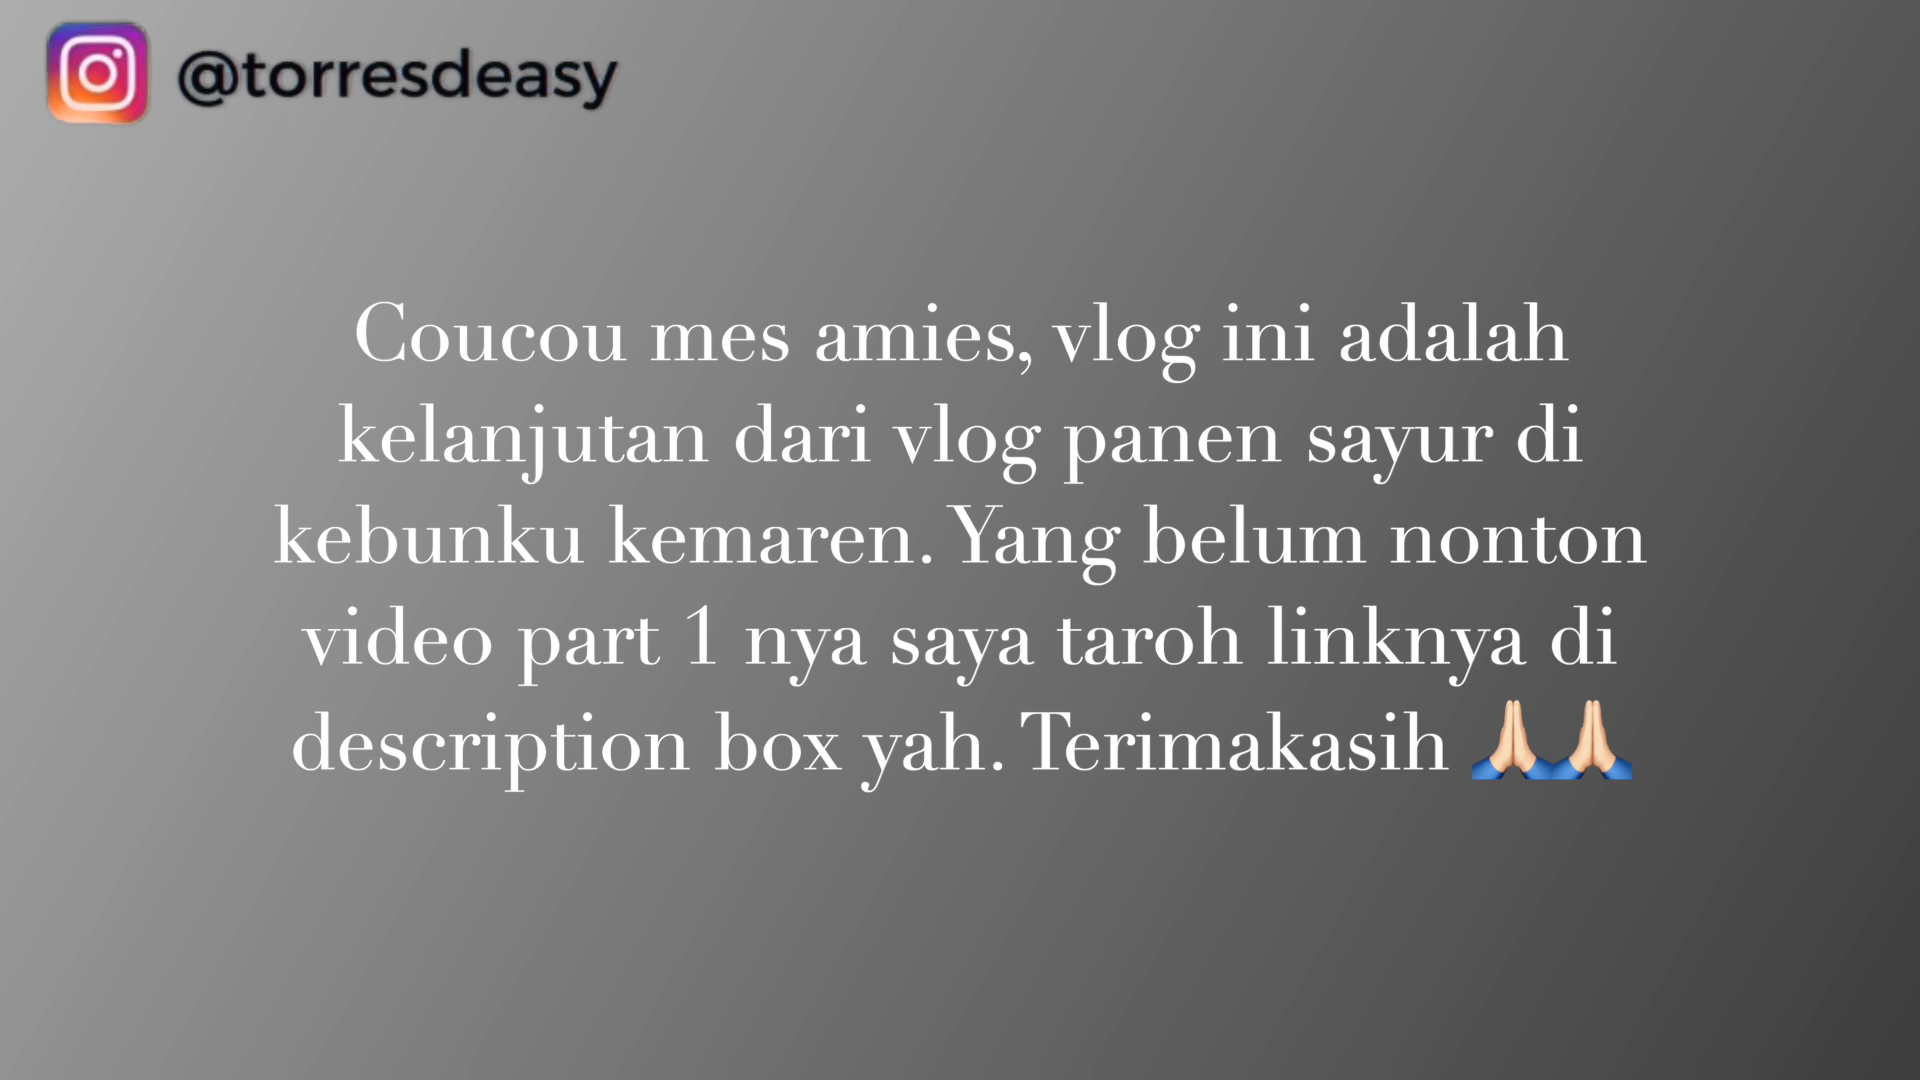 @torresdeasy
Coucou mes amies, vlog ini adalah
kelanjutan dari vlog panen sayur di
kebunku kemaren. Yang belum nonton
video part 1 nya saya taroh linknya di
description box yah. Terimakasih 🙏🏻🙏🏻